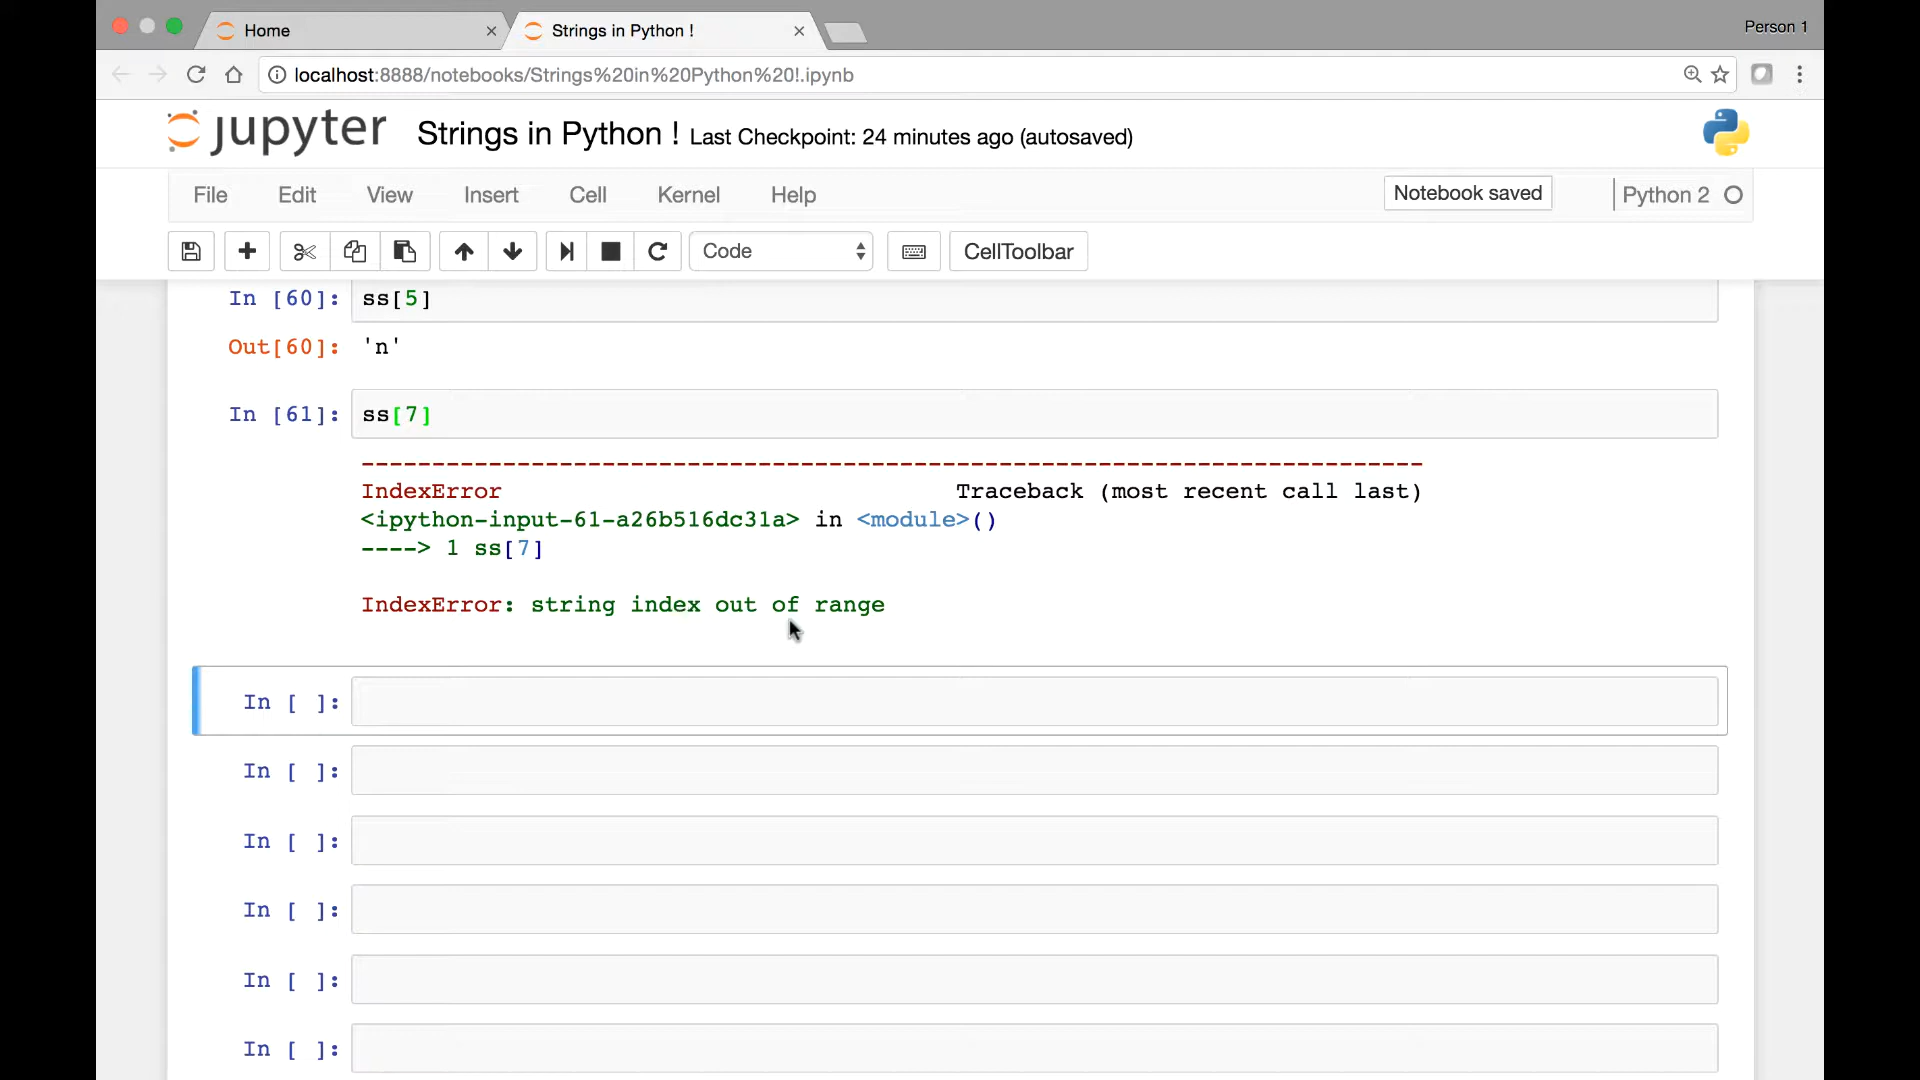 Home
Strings in Python !
Person 1
localhost:8888/notebooks/Strings%20in%20Python%20!.ipynb
jupyter Strings in Python ! Last Checkpoint: 24 minutes ago (autosaved)
File Edit View Insert Cell Kernel Help Notebook saved Python 2
Code CellToolbar
In [60]: ss[5]
Out[60]: 'n'
In [61]: ss[7]
---------------------------------------------------------------------------
IndexError Traceback (most recent call last)
<ipython-input-61-a26b516dc31a> in <module>()
----> 1 ss[7]
IndexError: string index out of range
In [ ]:
In [ ]:
In [ ]:
In [ ]:
In [ ]:
In [ ]: